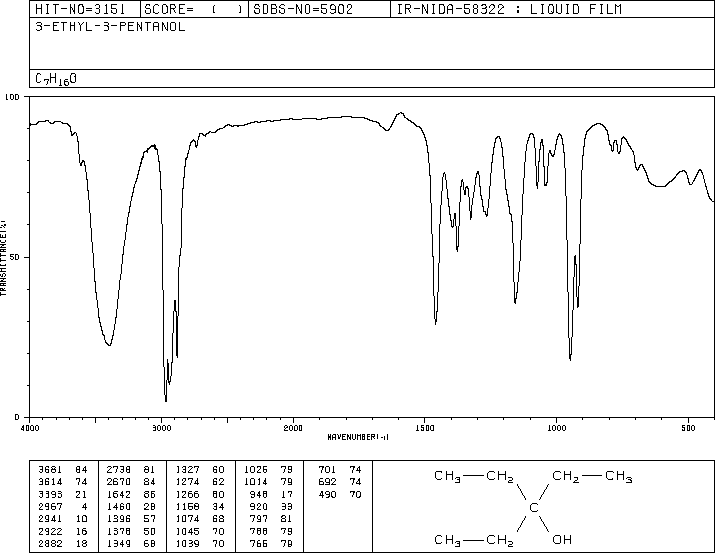 HIT-NO=3151 SCORE= ( ) SDBS-NO=5902 IR-NIDA-58322 : LIQUID FILM
3-ETHYL-3-PENTANOL
C7H16O
100
50
0
TRANSMITTANCE(%)
4000 3000 2000 1500 1000 500
WAVENUMBER(-1)
3681 84 2738 81 1327 60 1026 79 701 74
3614 74 2670 84 1274 62 1014 79 692 74
3393 21 1642 86 1266 60 948 17 490 70
2967 4 1460 28 1158 34 920 33
2941 10 1396 57 1074 68 797 81
2922 16 1378 50 1045 70 788 79
2882 18 1349 68 1039 70 766 79
CH3 CH2 CH2 CH3
C
CH3 CH2 OH